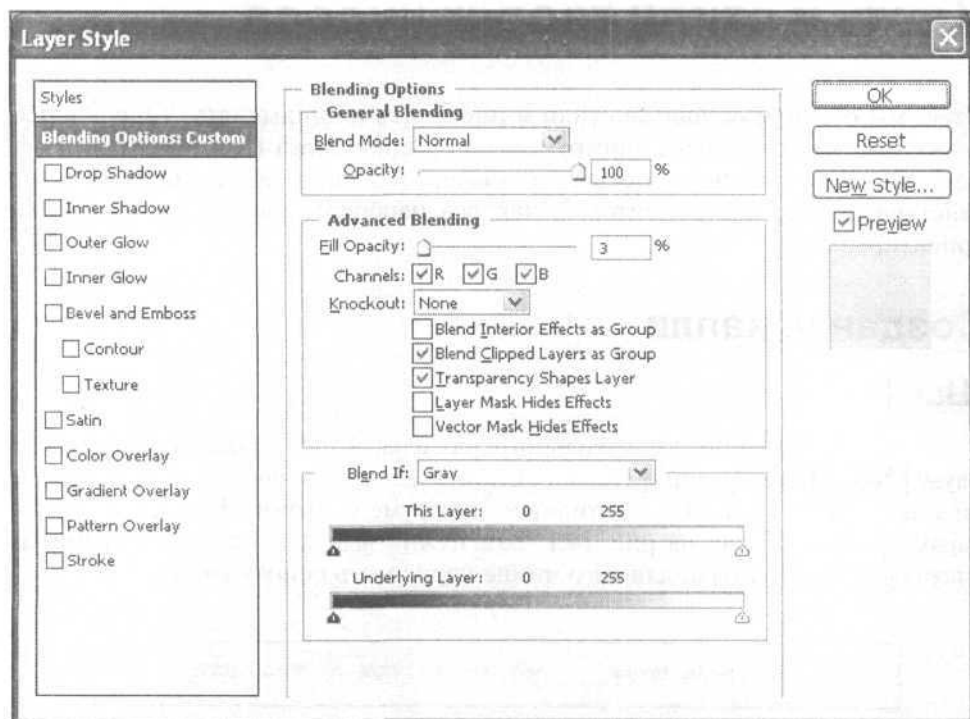 Layer Style
Styles
Blending Options: Custom
Drop Shadow
Inner Shadow
Outer Glow
Inner Glow
Bevel and Emboss
Contour
Texture
Satin
Color Overlay
Gradient Overlay
Pattern Overlay
Stroke
Blending Options
General Blending
Blend Mode: Normal
Opacity: 100 %
Advanced Blending
Fill Opacity: 3 %
Channels: R G B
Knockout: None
Blend Interior Effects as Group
Blend Clipped Layers as Group
Transparency Shapes Layer
Layer Mask Hides Effects
Vector Mask Hides Effects
Blend If: Gray
This Layer: 0 255
Underlying Layer: 0 255
OK
Reset
New Style...
Preview